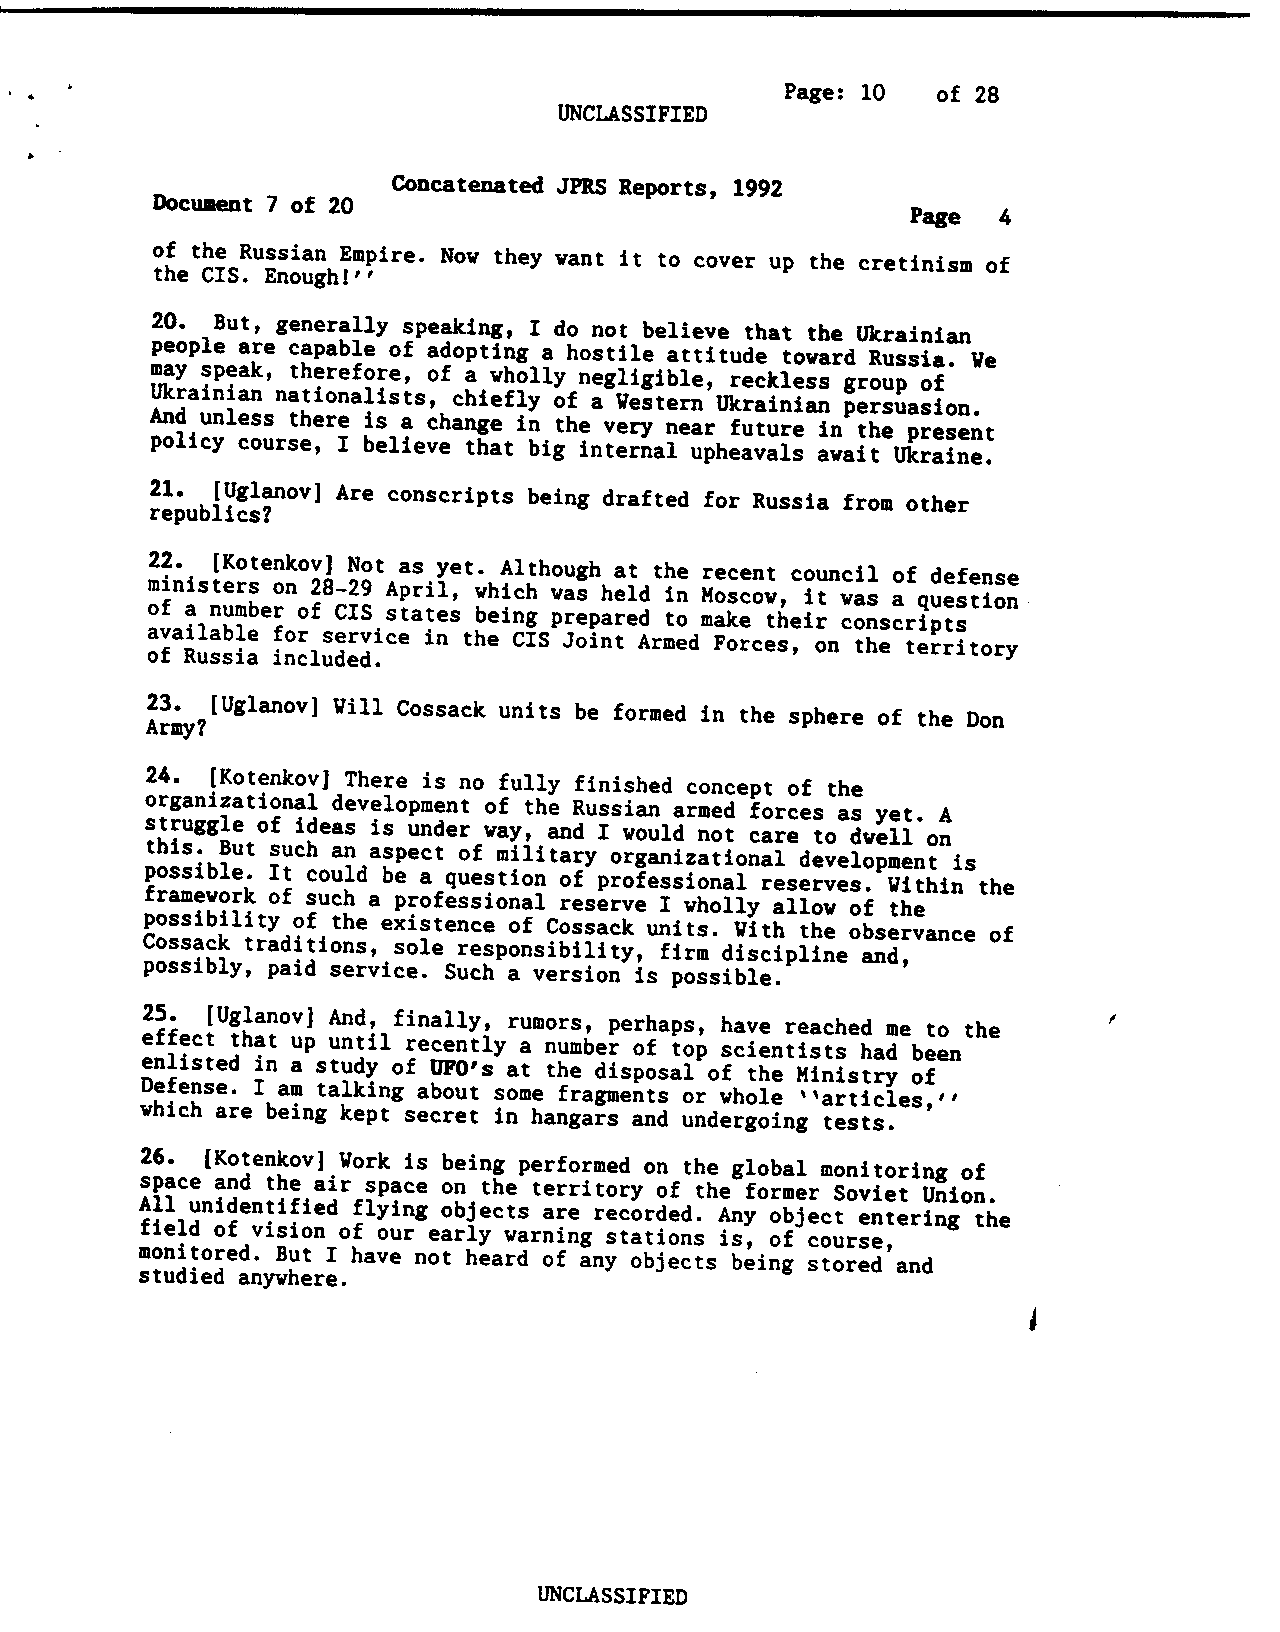 Page: 10 of 28
UNCLASSIFIED
Concatenated JPRS Reports, 1992
Document 7 of 20
Page 4
of the Russian Empire. Now they want it to cover up the cretinism of
the CIS. Enough!''
20. But, generally speaking, I do not believe that the Ukrainian
people are capable of adopting a hostile attitude toward Russia. We
may speak, therefore, of a wholly negligible, reckless group of
Ukrainian nationalists, chiefly of a Western Ukrainian persuasion.
And unless there is a change in the very near future in the present
policy course, I believe that big internal upheavals await Ukraine.
21. [Uglanov] Are conscripts being drafted for Russia from other
republics?
22. [Kotenkov] Not as yet. Although at the recent council of defense
ministers on 28-29 April, which was held in Moscow, it was a question
of a number of CIS states being prepared to make their conscripts
available for service in the CIS Joint Armed Forces, on the territory
of Russia included.
23. [Uglanov] Will Cossack units be formed in the sphere of the Don
Army?
24. [Kotenkov] There is no fully finished concept of the
organizational development of the Russian armed forces as yet. A
struggle of ideas is under way, and I would not care to dwell on
this. But such an aspect of military organizational development is
possible. It could be a question of professional reserves. Within the
framework of such a professional reserve I wholly allow of the
possibility of the existence of Cossack units. With the observance of
Cossack traditions, sole responsibility, firm discipline and,
possibly, paid service. Such a version is possible.
25. [Uglanov] And, finally, rumors, perhaps, have reached me to the
effect that up until recently a number of top scientists had been
enlisted in a study of UFO's at the disposal of the Ministry of
Defense. I am talking about some fragments or whole ``articles,''
which are being kept secret in hangars and undergoing tests.
26. [Kotenkov] Work is being performed on the global monitoring of
space and the air space on the territory of the former Soviet Union.
All unidentified flying objects are recorded. Any object entering the
field of vision of our early warning stations is, of course,
monitored. But I have not heard of any objects being stored and
studied anywhere.
UNCLASSIFIED